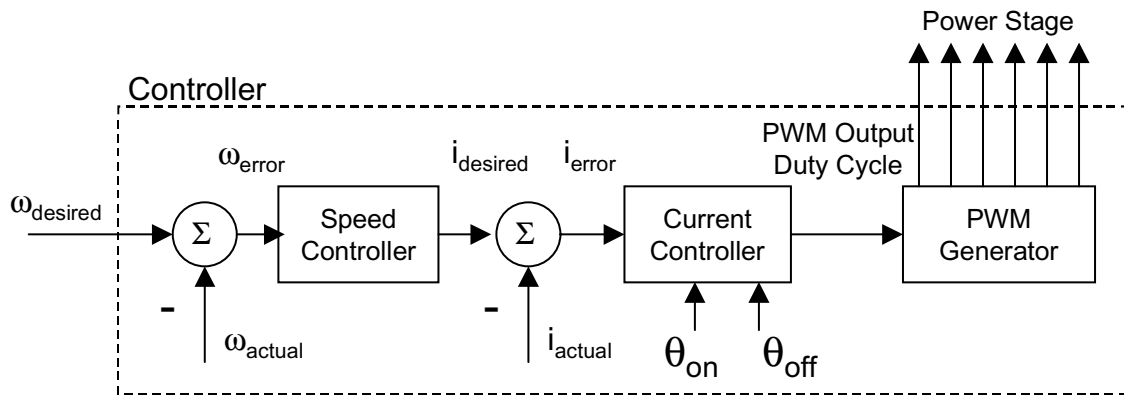 Power Stage
Controller
PWM Output
Duty Cycle
ωerror
idesired
ierror
ωdesired
Σ
Speed
Controller
Σ
Current
Controller
PWM
Generator
-
ωactual
-
iactual
θon
θoff